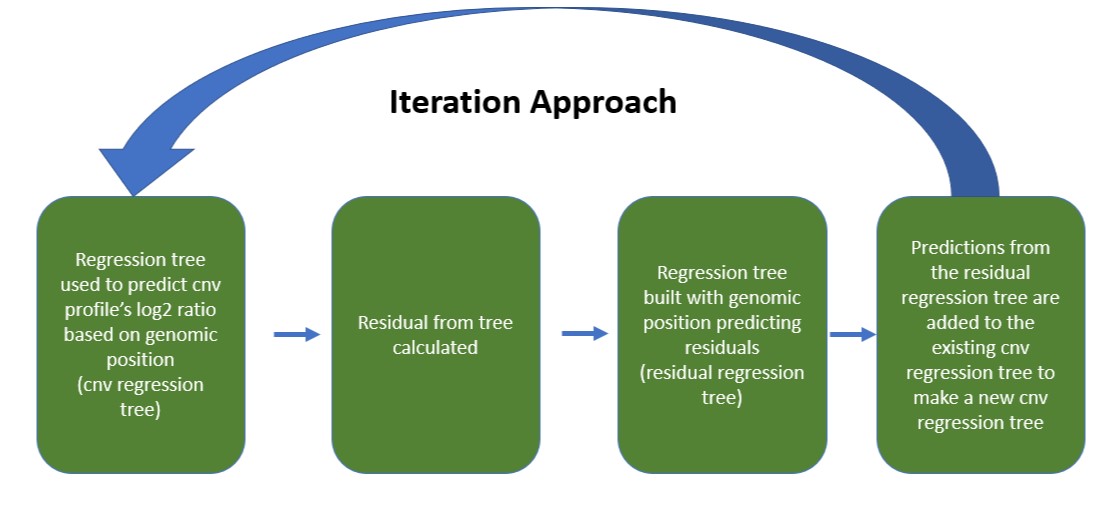 Iteration Approach
Regression tree
used to predict cnv
profile’s log2 ratio
based on genomic
position
(cnv regression
tree)
Residual from tree
calculated
Regression tree
built with genomic
position predicting
residuals
(residual regression
tree)
Predictions from
the residual
regression tree are
added to the
existing cnv
regression tree to
make a new cnv
regression tree